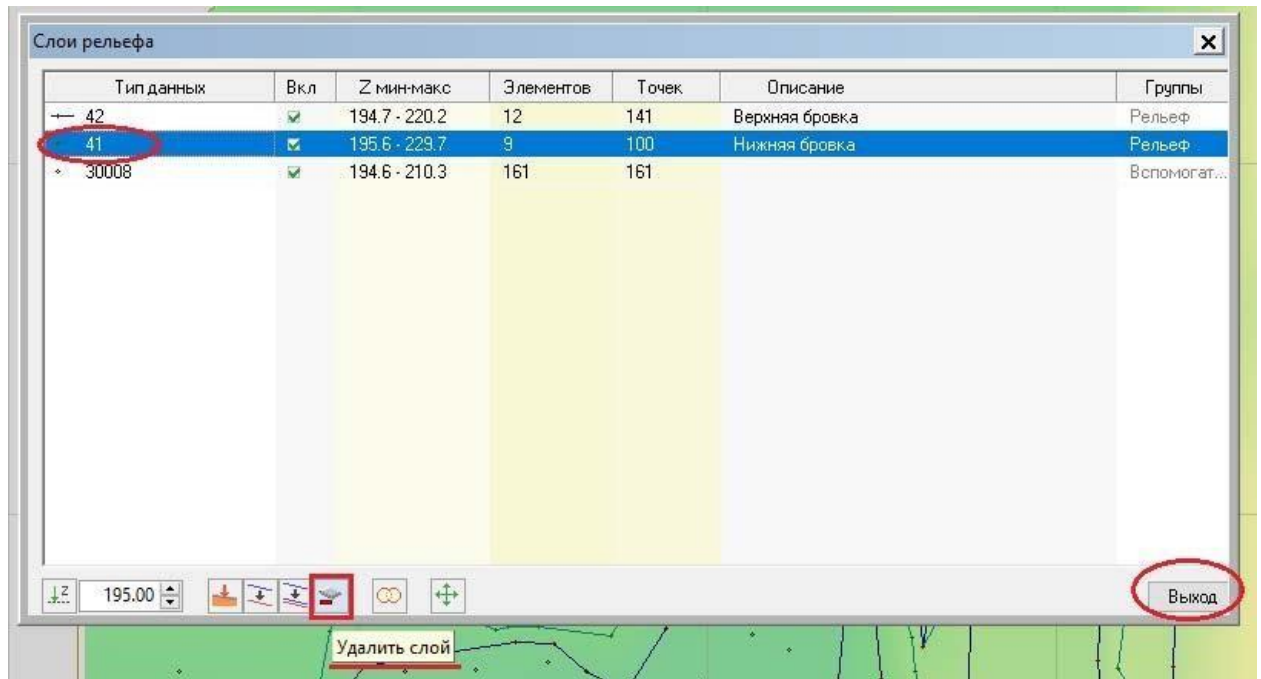 Слои рельефа
Тип данных Вкл Z мин-макс Элементов Точек Описание Группы
42 194.7 - 220.2 12 141 Верхняя бровка Рельеф
41 195.6 - 229.7 9 100 Нижняя бровка Рельеф
30008 194.6 - 210.3 161 161 Вспомогат...
Z 195.00 Выход
Удалить слой